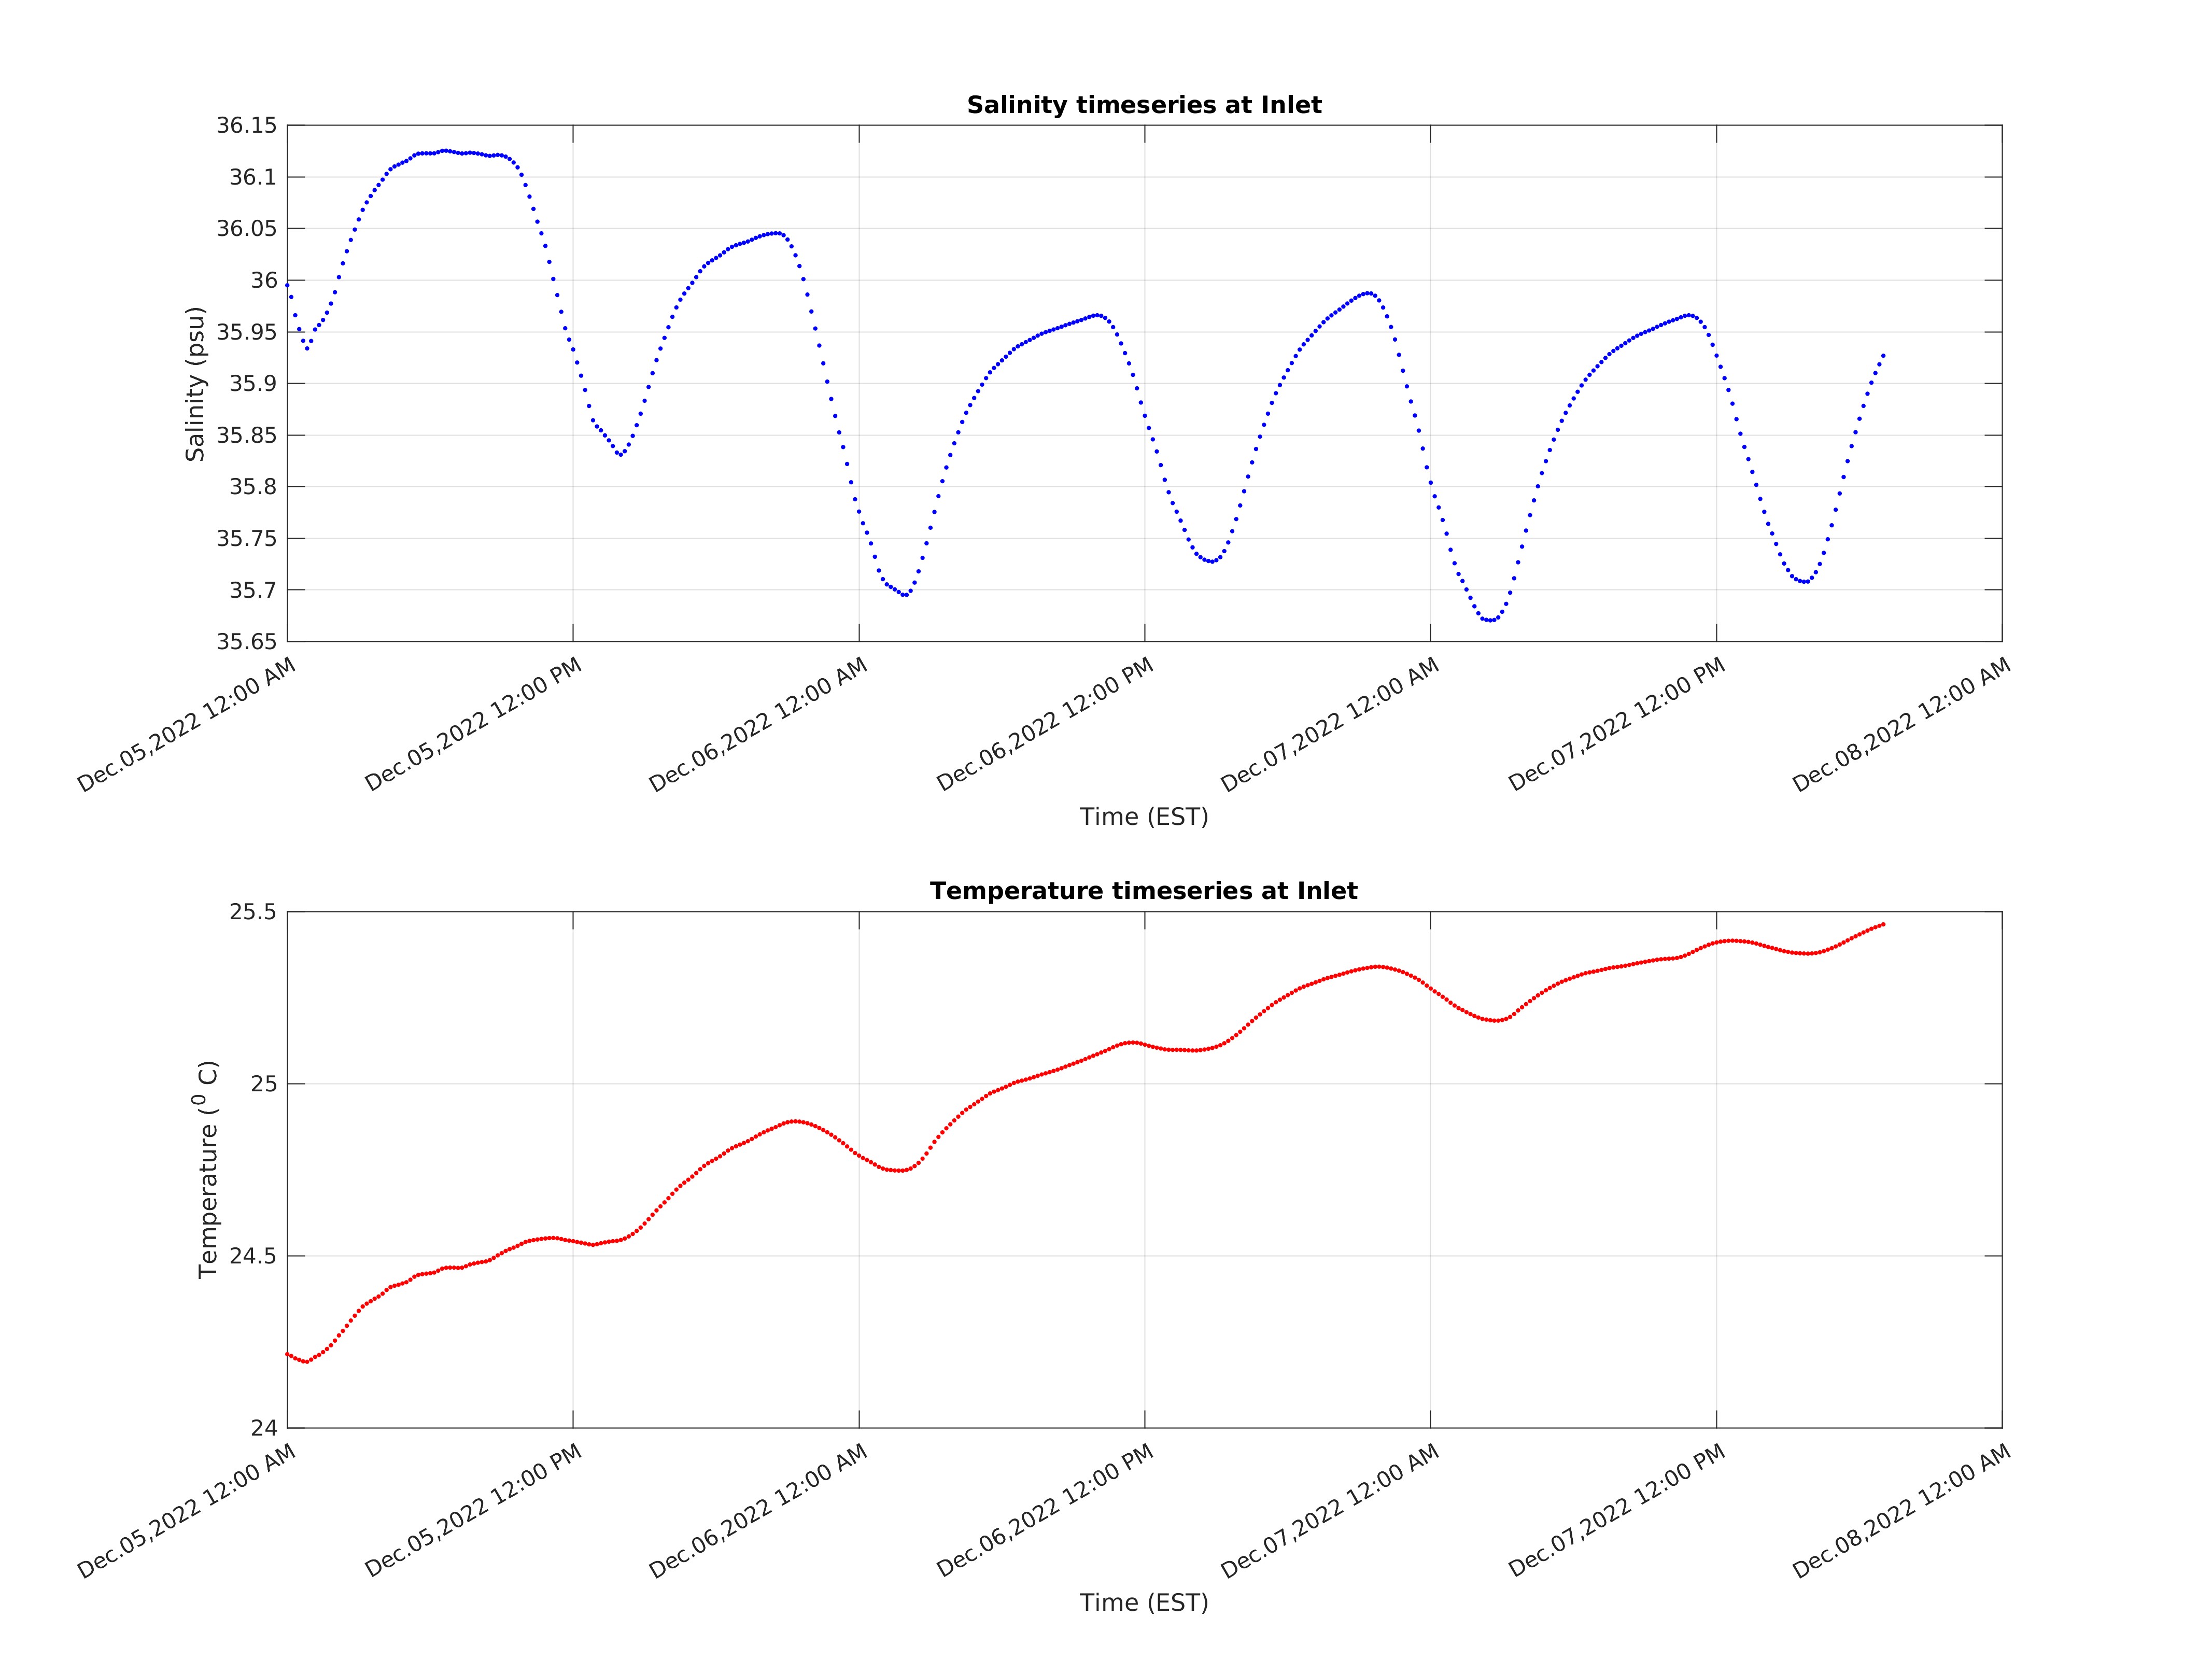 Salinity timeseries at Inlet
36.15
36.1
36.05
36
35.95
35.9
35.85
35.8
35.75
35.7
35.65
Salinity (psu)
Dec.05,2022 12:00 AM
Dec.05,2022 12:00 PM
Dec.06,2022 12:00 AM
Dec.06,2022 12:00 PM
Dec.07,2022 12:00 AM
Dec.07,2022 12:00 PM
Dec.08,2022 12:00 AM
Time (EST)
Temperature timeseries at Inlet
25.5
25
24.5
24
Temperature (⁰ C)
Dec.05,2022 12:00 AM
Dec.05,2022 12:00 PM
Dec.06,2022 12:00 AM
Dec.06,2022 12:00 PM
Dec.07,2022 12:00 AM
Dec.07,2022 12:00 PM
Dec.08,2022 12:00 AM
Time (EST)